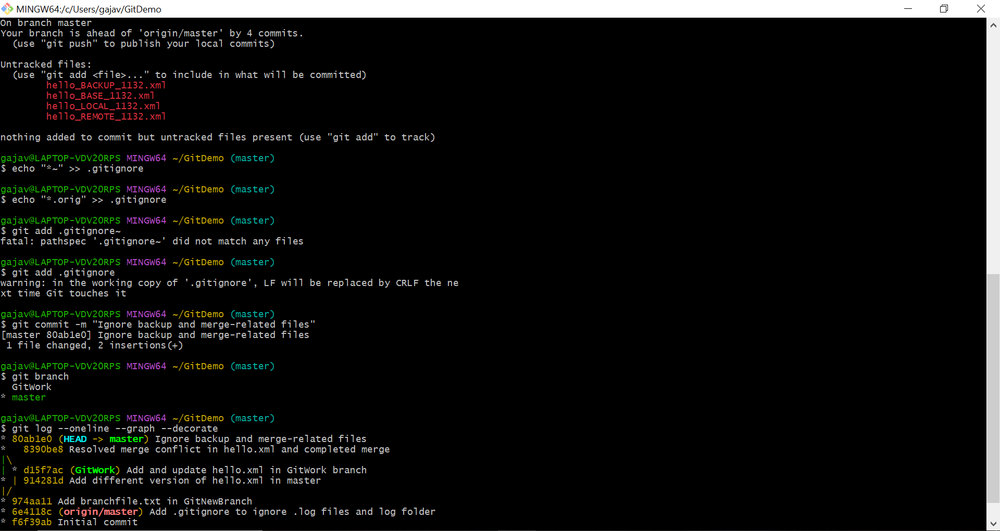 MINGW64:/c/Users/gajav/GitDemo
On branch master
Your branch is ahead of 'origin/master' by 4 commits.
  (use "git push" to publish your local commits)
Untracked files:
  (use "git add <file>..." to include in what will be committed)
        hello_BACKUP_1132.xml
        hello_BASE_1132.xml
        hello_LOCAL_1132.xml
        hello_REMOTE_1132.xml
nothing added to commit but untracked files present (use "git add" to track)
gajav@LAPTOP-VDV2ORPS MINGW64 ~/GitDemo (master)
$ echo "*~" >> .gitignore
gajav@LAPTOP-VDV2ORPS MINGW64 ~/GitDemo (master)
$ echo "*.orig" >> .gitignore
gajav@LAPTOP-VDV2ORPS MINGW64 ~/GitDemo (master)
$ git add .gitignore~
fatal: pathspec '.gitignore~' did not match any files
gajav@LAPTOP-VDV2ORPS MINGW64 ~/GitDemo (master)
$ git add .gitignore
warning: in the working copy of '.gitignore', LF will be replaced by CRLF the ne
xt time Git touches it
gajav@LAPTOP-VDV2ORPS MINGW64 ~/GitDemo (master)
$ git commit -m "Ignore backup and merge-related files"
[master 80ab1e0] Ignore backup and merge-related files
 1 file changed, 2 insertions(+)
gajav@LAPTOP-VDV2ORPS MINGW64 ~/GitDemo (master)
$ git branch
  GitWork
* master
gajav@LAPTOP-VDV2ORPS MINGW64 ~/GitDemo (master)
$ git log --oneline --graph --decorate
* 80ab1e0 (HEAD -> master) Ignore backup and merge-related files
*   8390be8 Resolved merge conflict in hello.xml and completed merge
|\
| * d15f7ac (GitWork) Add and update hello.xml in GitWork branch
* | 914281d Add different version of hello.xml in master
|/
* 974aa11 Add branchfile.txt in GitNewBranch
* 6e4118c (origin/master) Add .gitignore to ignore .log files and log folder
* f6f39ab Initial commit